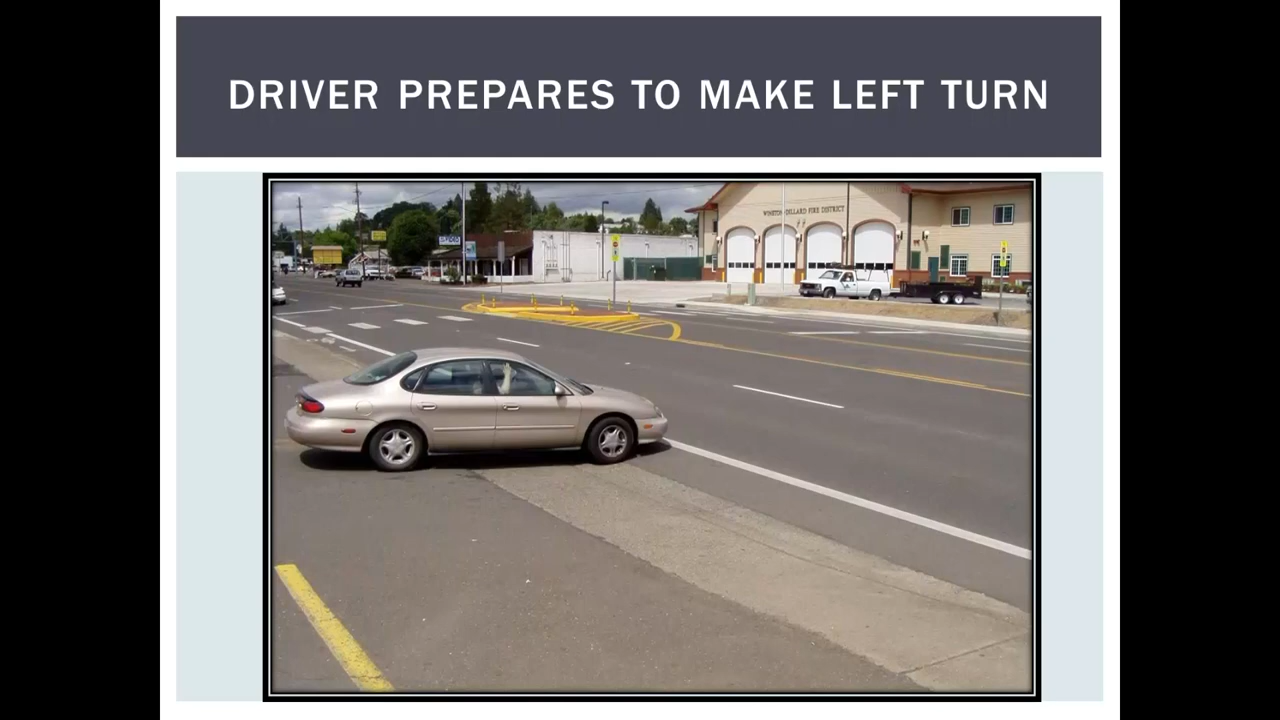 DRIVER PREPARES TO MAKE LEFT TURN
WINSTON-DILLARD FIRE DISTRICT